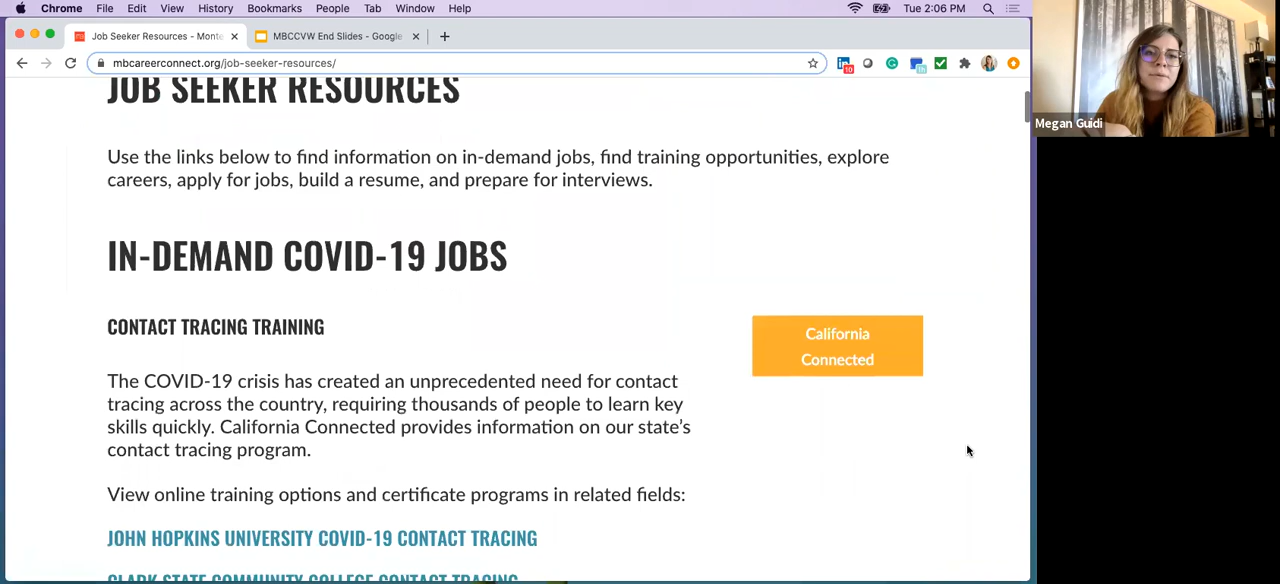 Chrome File Edit View History Bookmarks People Tab Window Help Tue 2:06 PM
Job Seeker Resources - Monte MBCCVW End Slides - Google
mbcareerconnect.org/job-seeker-resources/
10
Megan Guidi
JOB SEEKER RESOURCES
Use the links below to find information on in-demand jobs, find training opportunities, explore
careers, apply for jobs, build a resume, and prepare for interviews.
IN-DEMAND COVID-19 JOBS
CONTACT TRACING TRAINING
California
Connected
The COVID-19 crisis has created an unprecedented need for contact
tracing across the country, requiring thousands of people to learn key
skills quickly. California Connected provides information on our state's
contact tracing program.
View online training options and certificate programs in related fields:
JOHN HOPKINS UNIVERSITY COVID-19 CONTACT TRACING
CLARK STATE COMMUNITY COLLEGE CONTACT TRACING